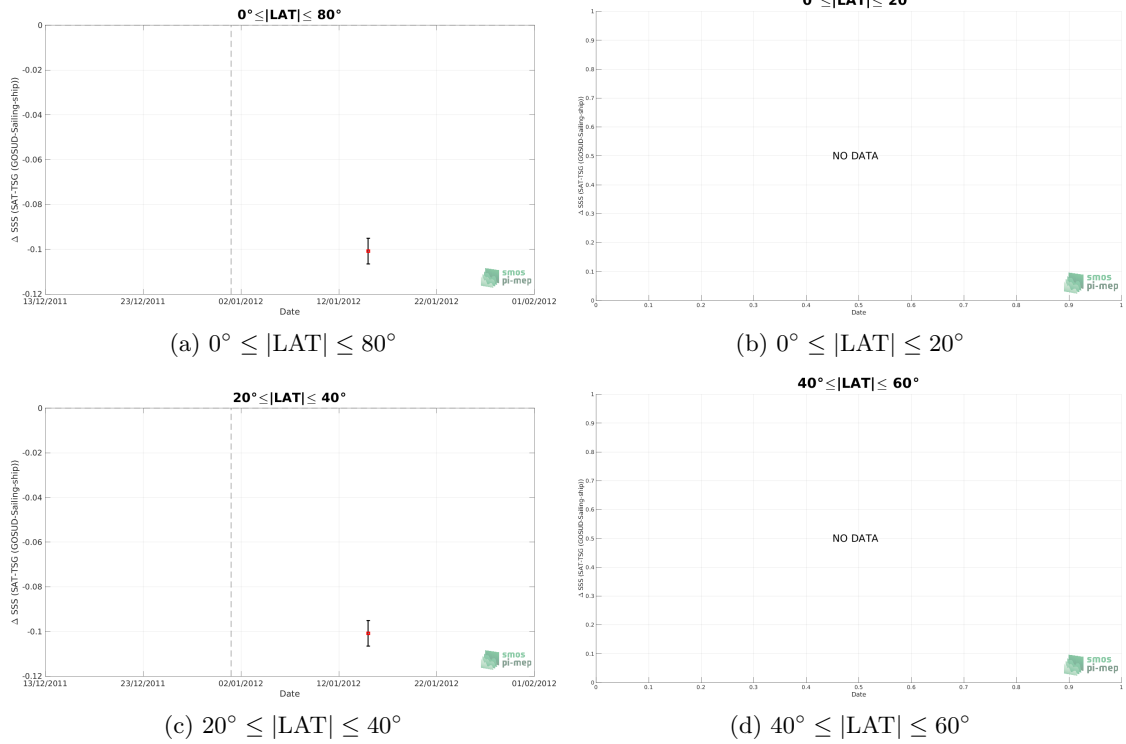 0°≤|LAT|≤ 80°
Δ SSS (SAT-TSG (GOSUD-Sailing-ship))
0
-0.02
-0.04
-0.06
-0.08
-0.1
-0.12
13/12/2011 23/12/2011 02/01/2012 12/01/2012 22/01/2012 01/02/2012
Date
smos
pi-mep
(a) 0° ≤ |LAT| ≤ 80°
0°≤|LAT|≤ 20°
Δ SSS (SAT-TSG (GOSUD-Sailing-ship))
1
0.9
0.8
0.7
0.6
0.5
0.4
0.3
0.2
0.1
0
NO DATA
0 0.1 0.2 0.3 0.4 0.5 0.6 0.7 0.8 0.9 1
Date
smos
pi-mep
(b) 0° ≤ |LAT| ≤ 20°
20°≤|LAT|≤ 40°
Δ SSS (SAT-TSG (GOSUD-Sailing-ship))
0
-0.02
-0.04
-0.06
-0.08
-0.1
-0.12
13/12/2011 23/12/2011 02/01/2012 12/01/2012 22/01/2012 01/02/2012
Date
smos
pi-mep
(c) 20° ≤ |LAT| ≤ 40°
40°≤|LAT|≤ 60°
Δ SSS (SAT-TSG (GOSUD-Sailing-ship))
1
0.9
0.8
0.7
0.6
0.5
0.4
0.3
0.2
0.1
0
NO DATA
0 0.1 0.2 0.3 0.4 0.5 0.6 0.7 0.8 0.9 1
Date
smos
pi-mep
(d) 40° ≤ |LAT| ≤ 60°